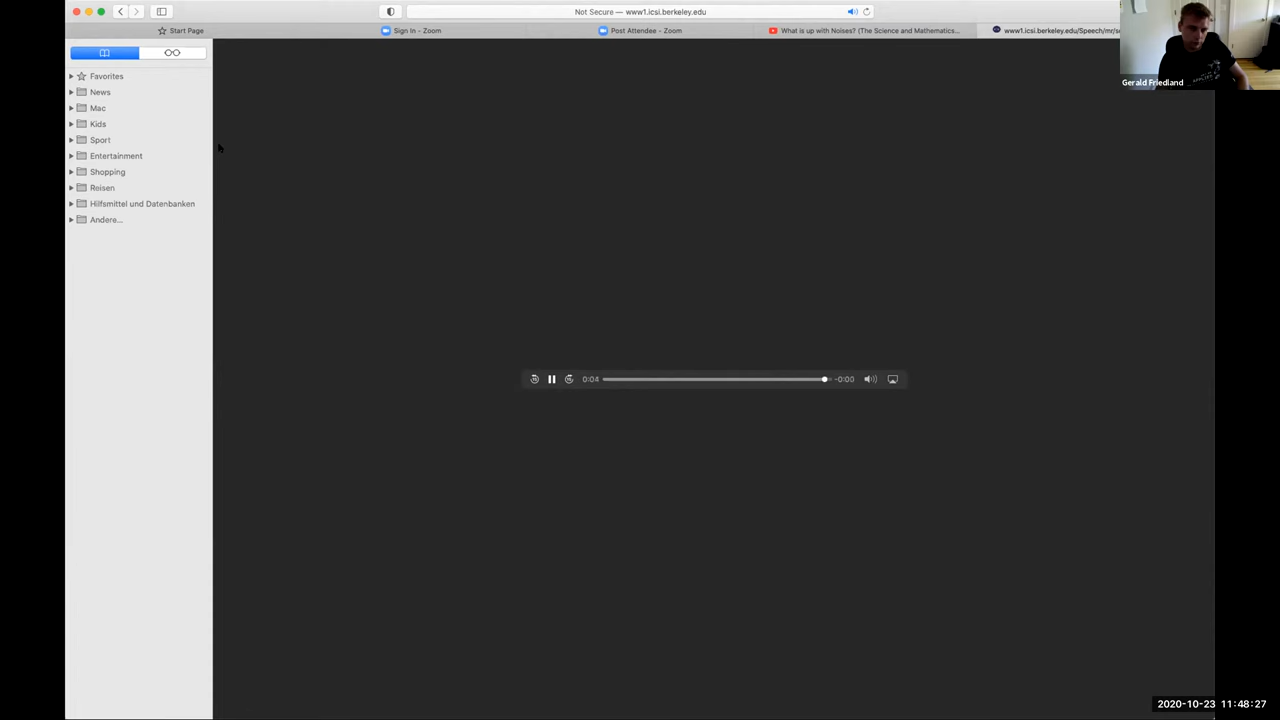 Not Secure — www1.icsi.berkeley.edu
Start Page
Sign In - Zoom
Post Attendee - Zoom
What is up with Noises? (The Science and Mathematics...
www1.icsi.berkeley.edu/Speech/mr/s
Gerald Friedland
Favorites
News
Mac
Kids
Sport
Entertainment
Shopping
Reisen
Hilfsmittel und Datenbanken
Andere...
0:04
-0:00
2020-10-23 11:48:27